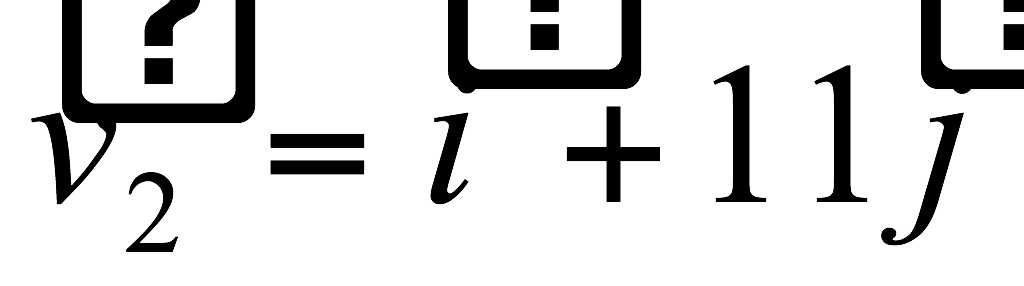 v₂ = i + 11j